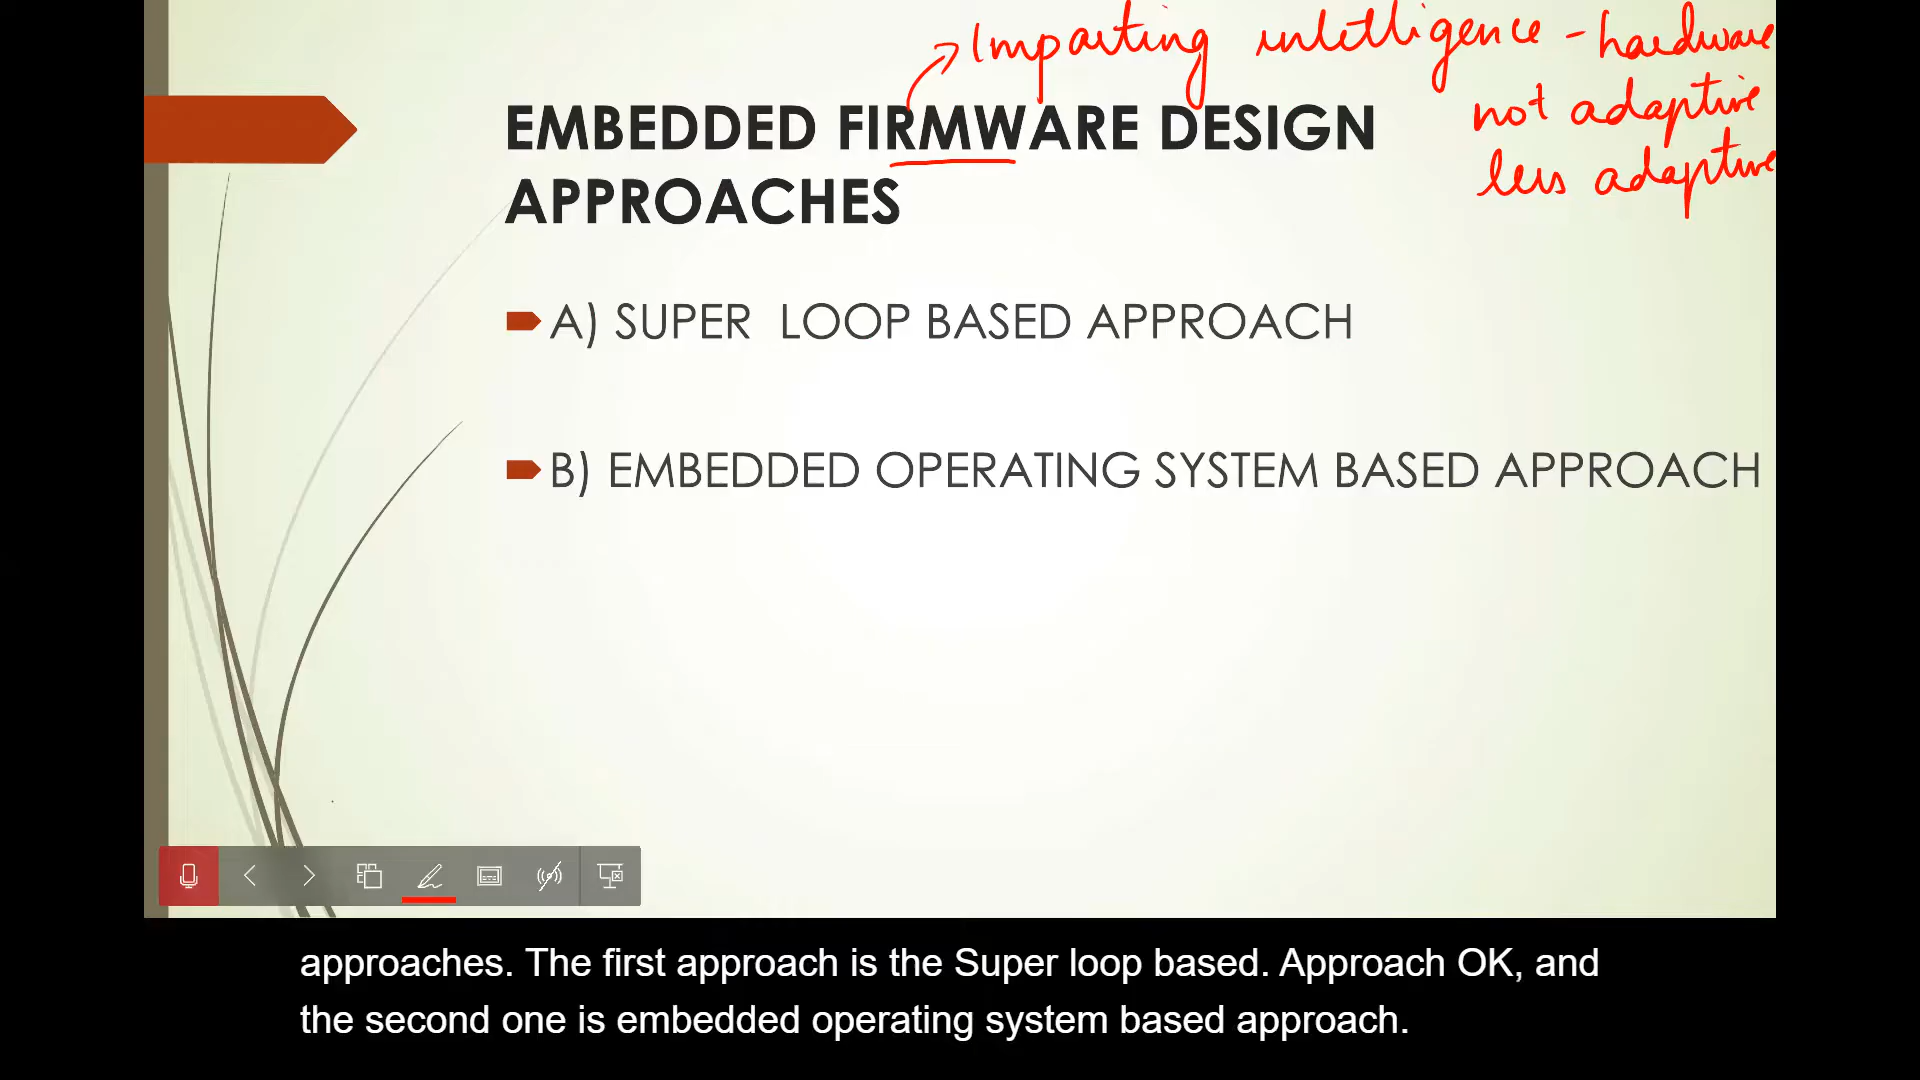 Imparting intelligence - hardware
not adaptive
less adaptive
EMBEDDED FIRMWARE DESIGN
APPROACHES
A) SUPER LOOP BASED APPROACH
B) EMBEDDED OPERATING SYSTEM BASED APPROACH
approaches. The first approach is the Super loop based. Approach OK, and
the second one is embedded operating system based approach.